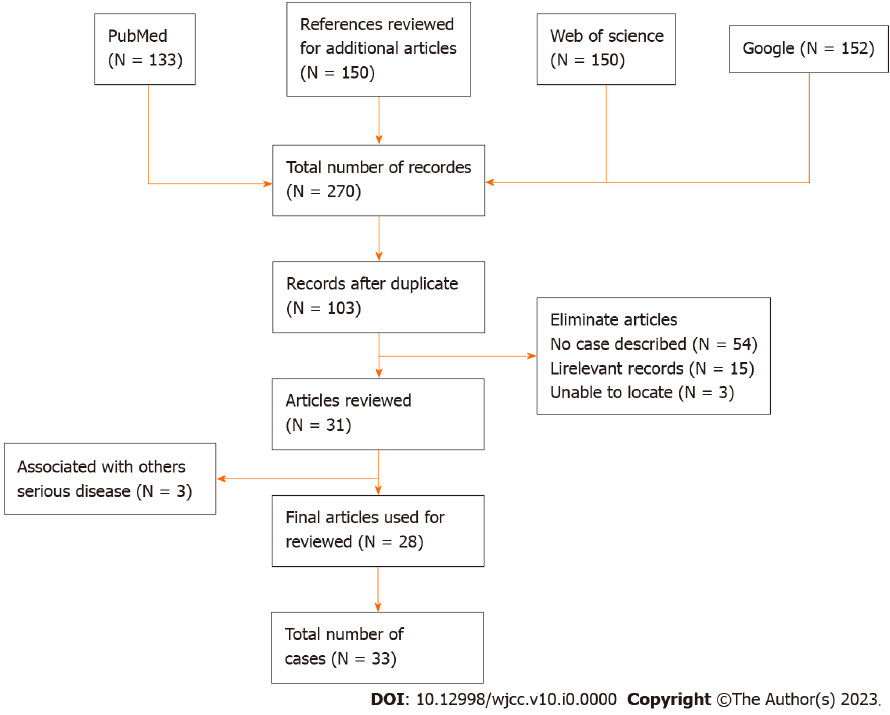 PubMed
(N = 133)
References reviewed
for additional articles
(N = 150)
Web of science
(N = 150)
Google (N = 152)
Total number of recordes
(N = 270)
Records after duplicate
(N = 103)
Eliminate articles
No case described (N = 54)
Lirelevant records (N = 15)
Unable to locate (N = 3)
Articles reviewed
(N = 31)
Associated with others
serious disease (N = 3)
Final articles used for
reviewed (N = 28)
Total number of
cases (N = 33)
DOI: 10.12998/wjcc.v10.i0.0000 Copyright ©The Author(s) 2023.